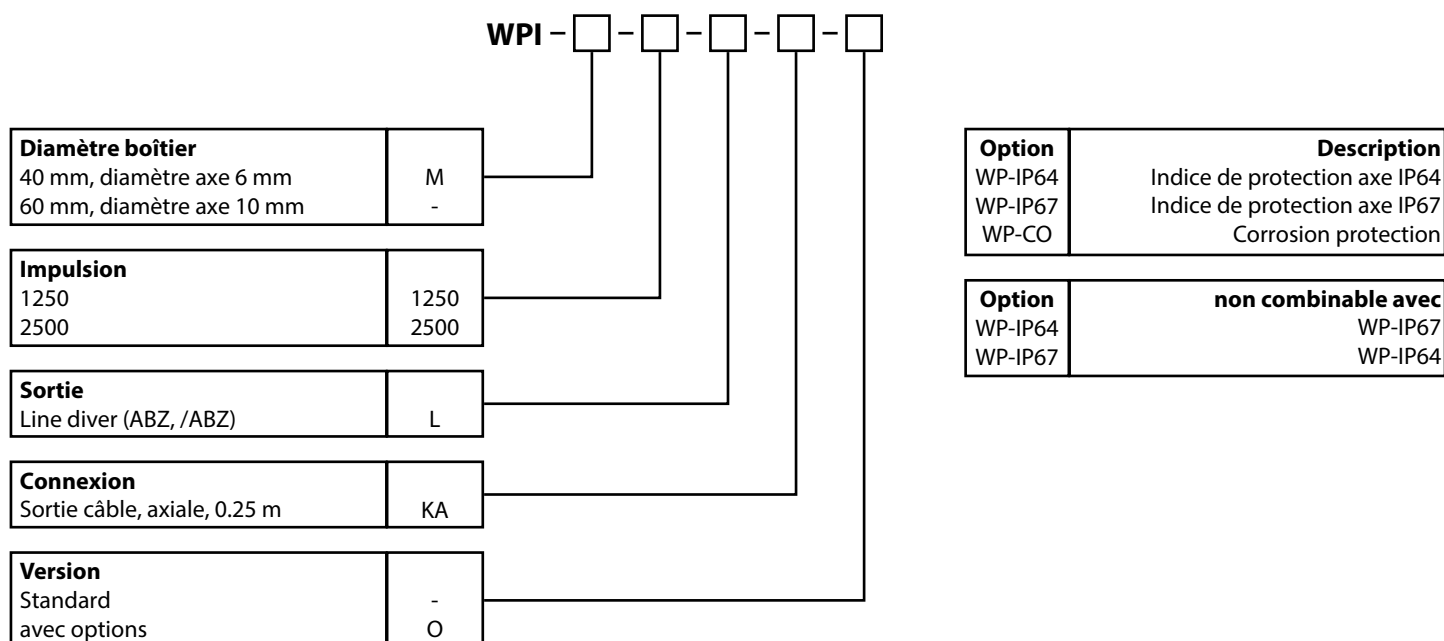 WPI – – – – –
Diamètre boîtier
40 mm, diamètre axe 6 mm M
60 mm, diamètre axe 10 mm -
Impulsion
1250 1250
2500 2500
Sortie
Line diver (ABZ, /ABZ) L
Connexion
Sortie câble, axiale, 0.25 m KA
Version
Standard -
avec options O
Option Description
WP-IP64 Indice de protection axe IP64
WP-IP67 Indice de protection axe IP67
WP-CO Corrosion protection
Option non combinable avec
WP-IP64 WP-IP67
WP-IP67 WP-IP64